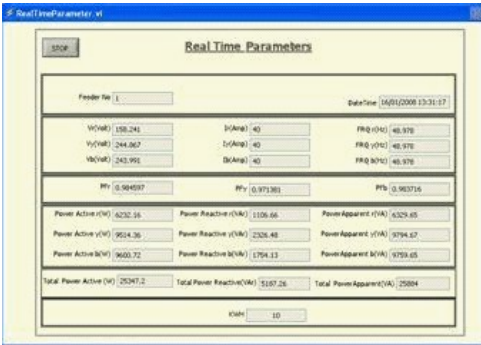 RealTimeParameter.vi
STOP
Real Time Parameters
Feeder No 1
DateTime 16/01/2008 13:31:17
Vr(Volt) 158.241 Ir(Amp) 40 FRQ r(Hz) 48.978
Vy(Volt) 244.867 Iy(Amp) 40 FRQ y(Hz) 48.978
Vb(Volt) 243.991 Ib(Amp) 40 FRQ b(Hz) 48.978
PFr 0.984597 PFy 0.971381 PFb 0.983716
Power Active r(W) 6232.16 Power Reactive r(VAr) 1106.66 PowerApparent r(VA) 6329.65
Power Active y(W) 9514.36 Power Reactive y(VAr) 2326.48 PowerApparent y(VA) 9794.67
Power Active b(W) 9600.72 Power Reactive b(VAr) 1754.13 PowerApparent b(VA) 9759.65
Total Power Active (W) 25347.2 Total Power Reactive(VAr) 5187.26 Total PowerApparent(VA) 25884
KWH 10